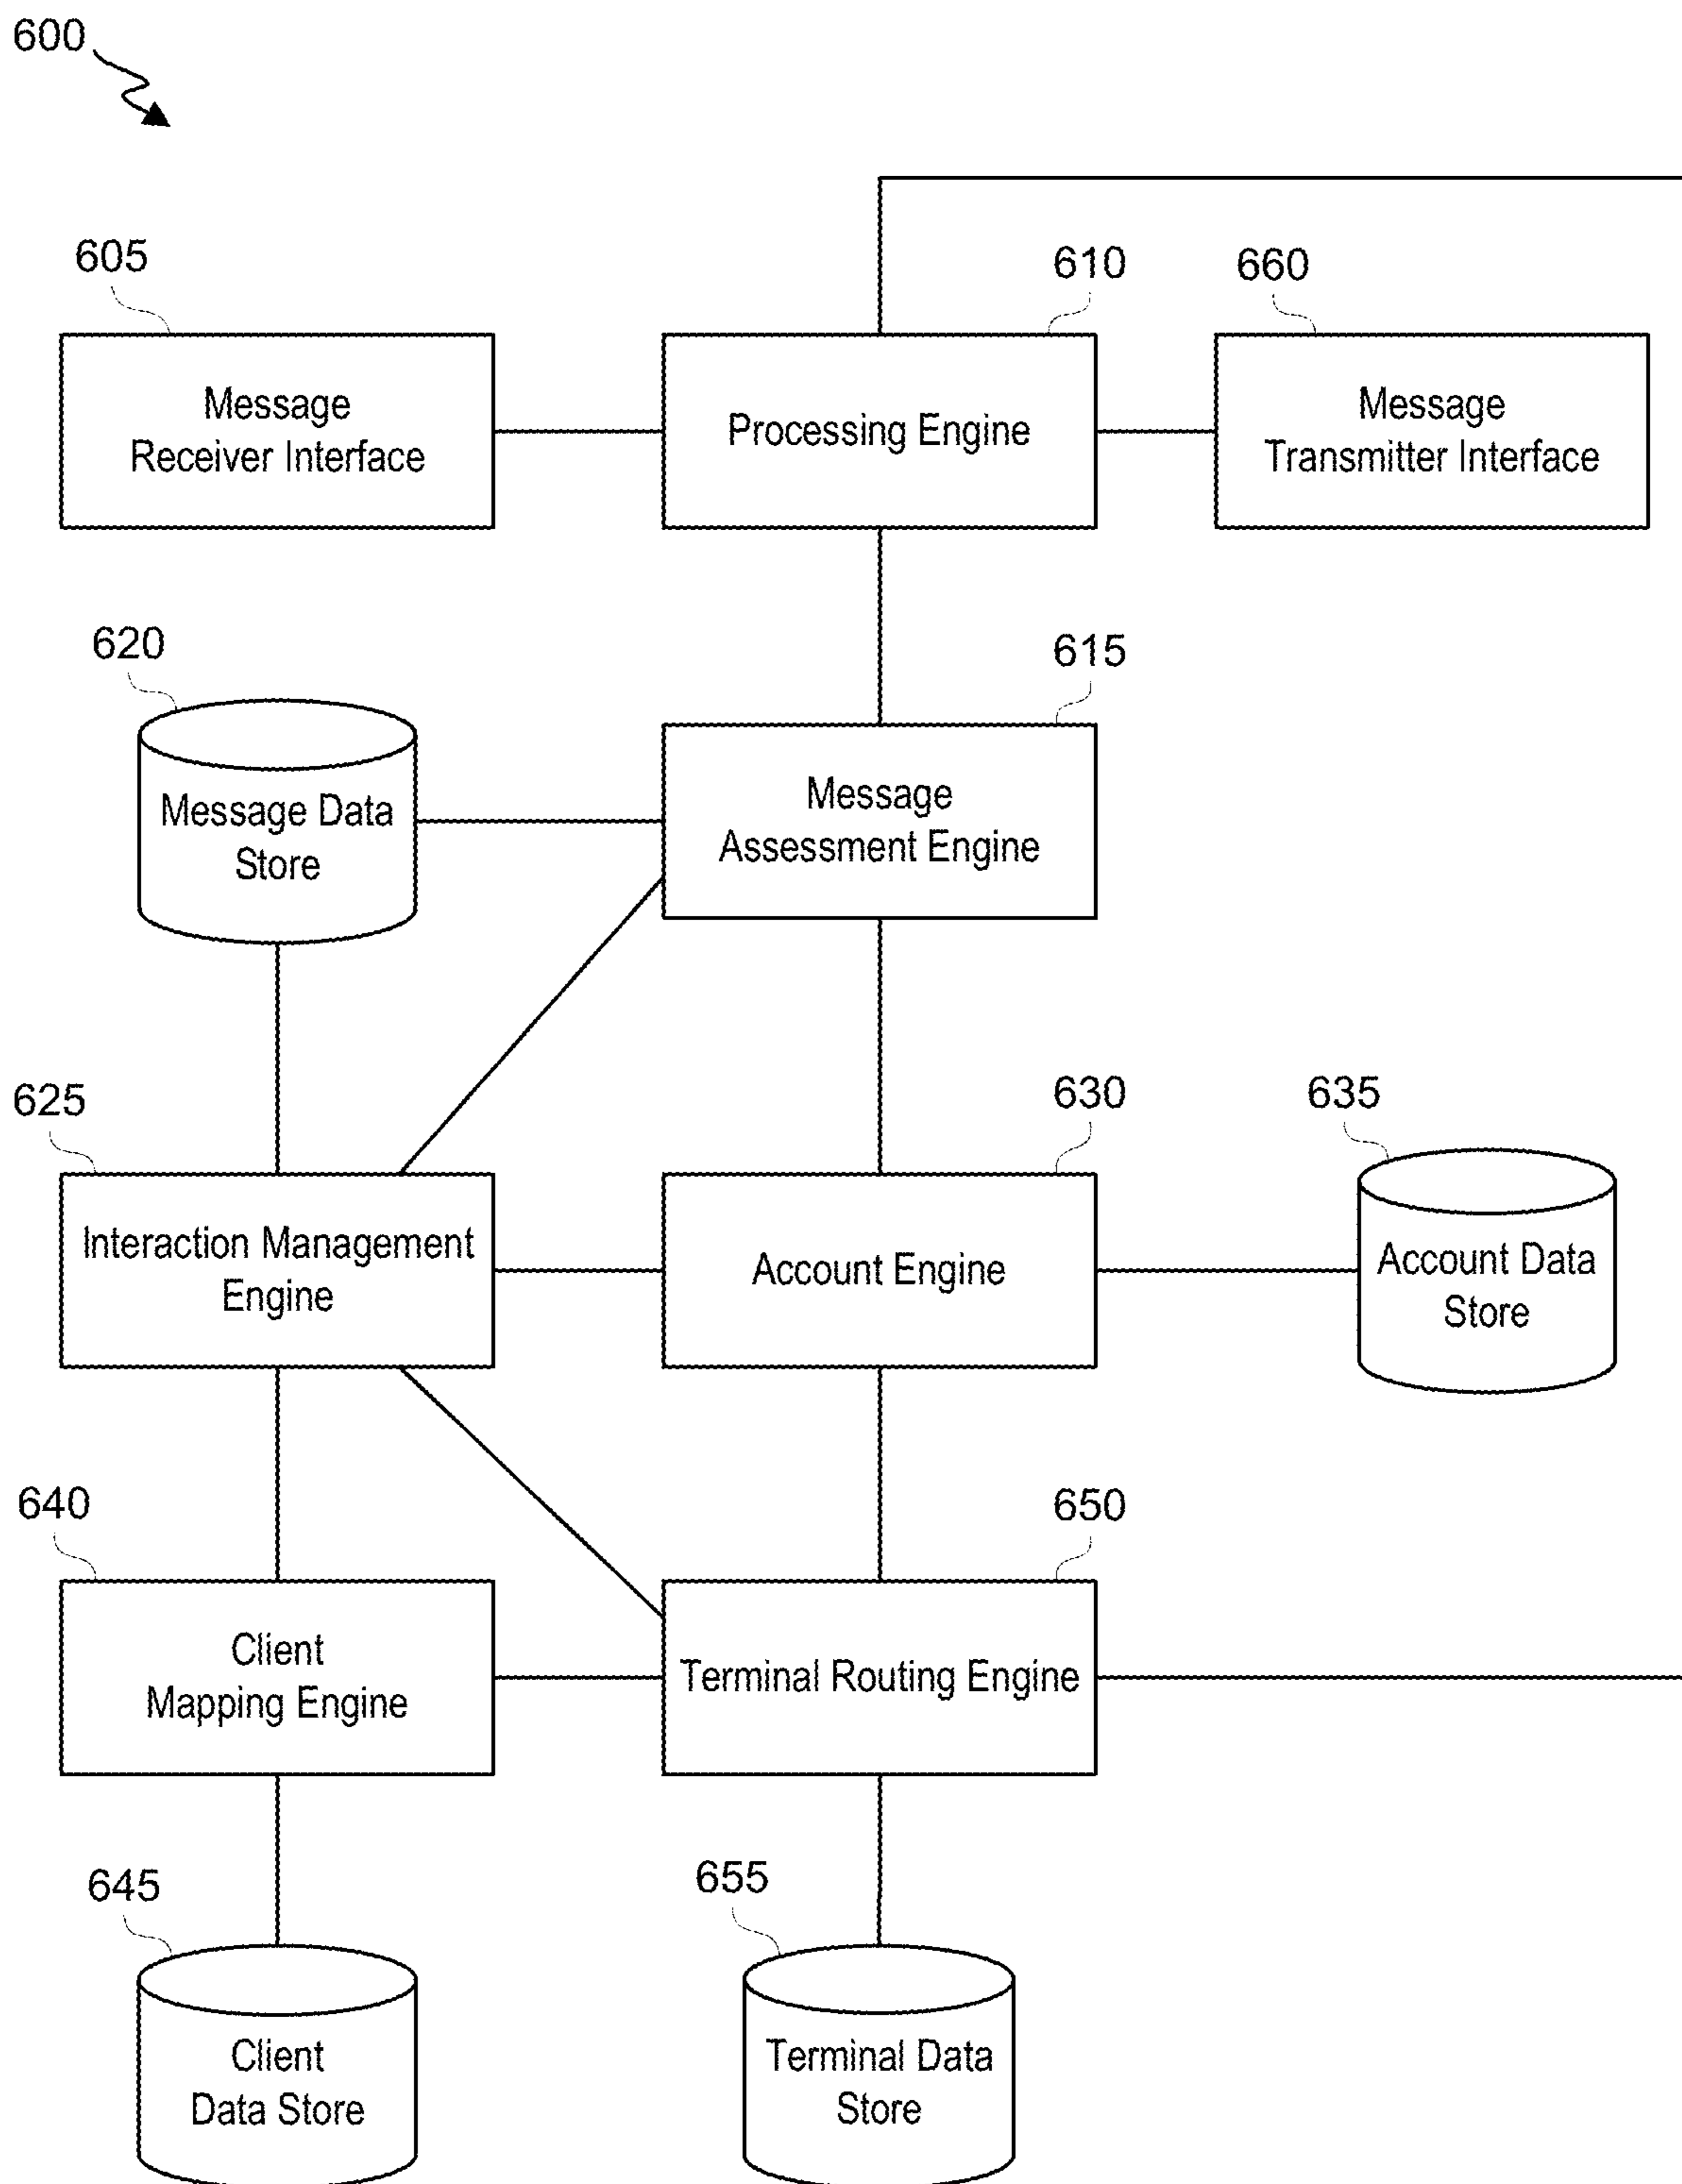 600
605
610
660
Message
Receiver Interface
Processing Engine
Message
Transmitter Interface
620
615
Message Data
Store
Message
Assessment Engine
625
630
635
Interaction Management
Engine
Account Engine
Account Data
Store
640
650
Client
Mapping Engine
Terminal Routing Engine
645
655
Client
Data Store
Terminal Data
Store